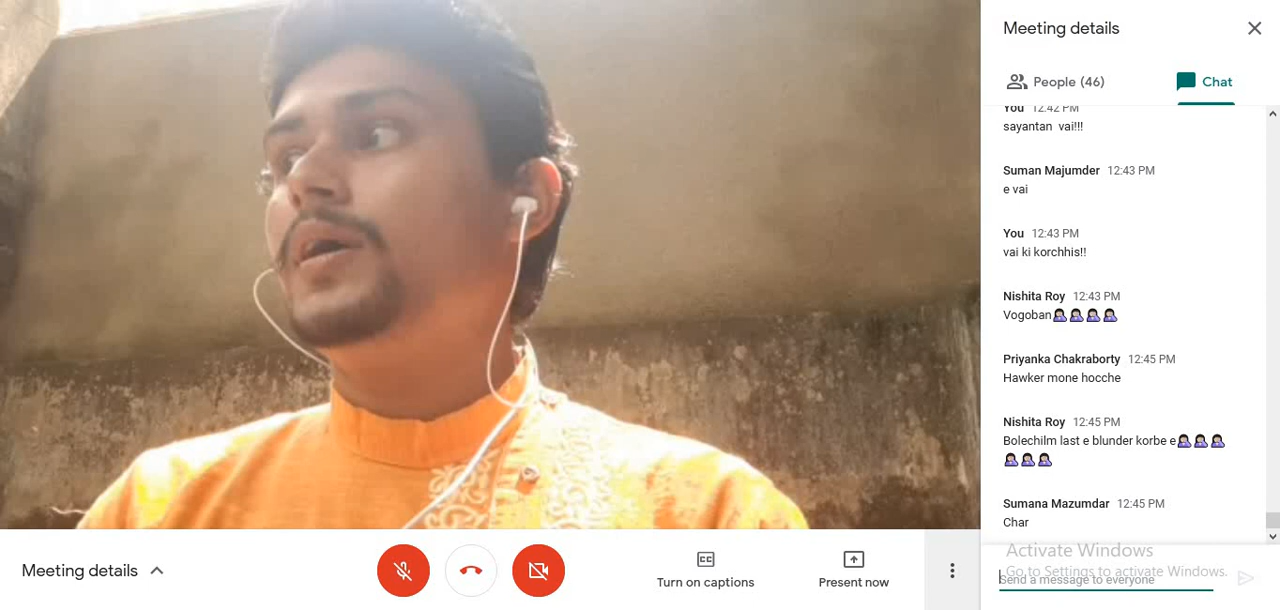 Meeting details
People (46)
Chat
You 12:42 PM
sayantan vai!!!
Suman Majumder 12:43 PM
e vai
You 12:43 PM
vai ki korchhis!!
Nishita Roy 12:43 PM
Vogoban🤦🏻‍♀️🤦🏻‍♀️🤦🏻‍♀️🤦🏻‍♀️
Priyanka Chakraborty 12:45 PM
Hawker mone hocche
Nishita Roy 12:45 PM
Bolechilm last e blunder korbe e🤦🏻‍♀️🤦🏻‍♀️🤦🏻‍♀️
🤦🏻‍♀️🤦🏻‍♀️🤦🏻‍♀️
Sumana Mazumdar 12:45 PM
Char
Activate Windows
Go to Settings to activate Windows.
Send a message to everyone
Meeting details
Turn on captions
Present now